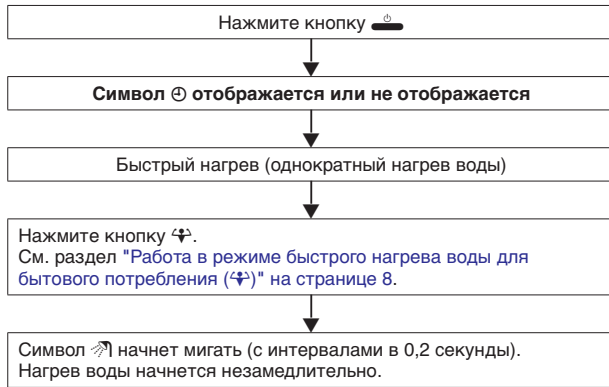 Нажмите кнопку
Символ отображается или не отображается
Быстрый нагрев (однократный нагрев воды)
Нажмите кнопку .
См. раздел "Работа в режиме быстрого нагрева воды для
бытового потребления ()" на странице 8.
Символ начнет мигать (с интервалами в 0,2 секунды).
Нагрев воды начнется незамедлительно.